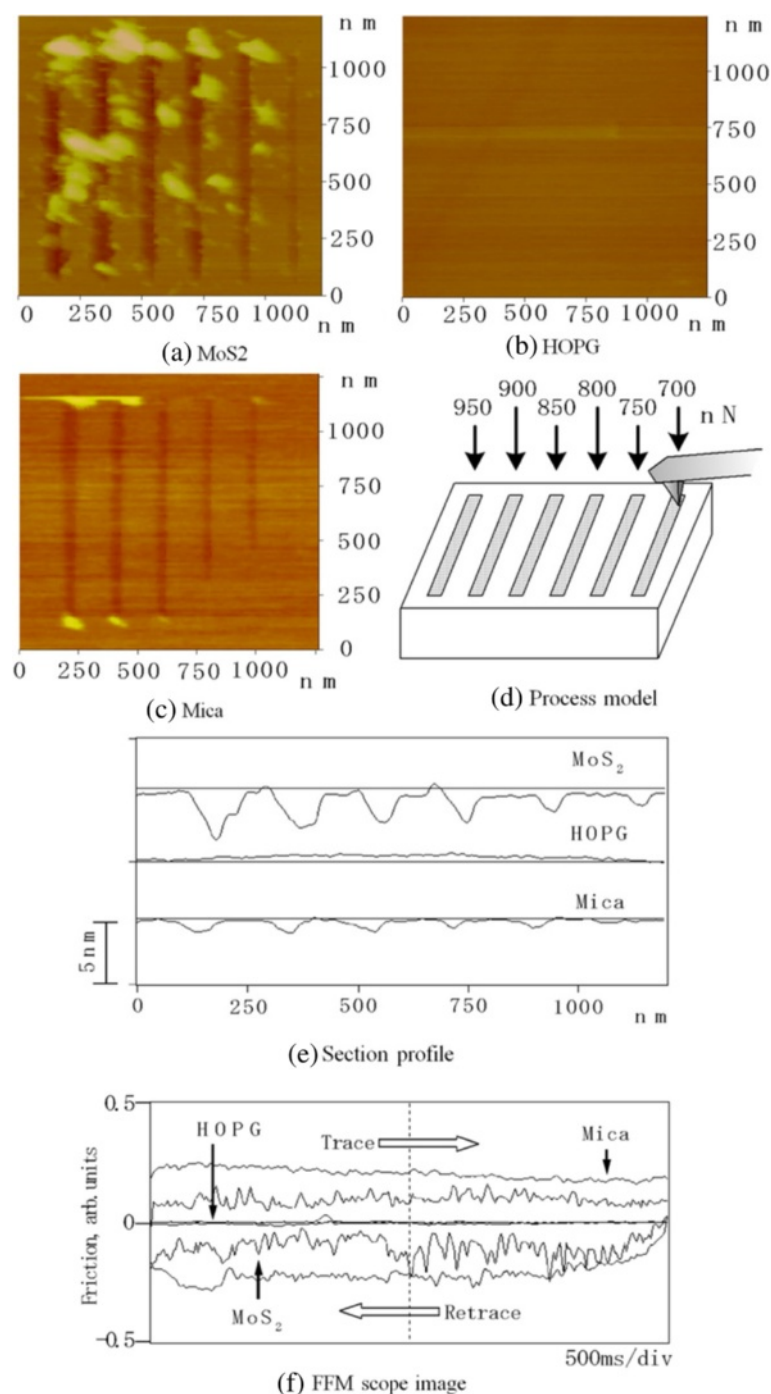 n m
1000
750
500
250
0
0 250 500 750 1000
n m
(a) MoS2
n m
1000
750
500
250
0
0 250 500 750 1000
n m
(b) HOPG
n m
1000
750
500
250
0
0 250 500 750 1000
n m
(c) Mica
950 900 850 800 750 700
n N
(d) Process model
MoS2
HOPG
Mica
5nm
0 250 500 750 1000
n m
(e) Section profile
0.5
HOPG
Trace
Mica
0
Friction, arb. units
MoS2
Retrace
-0.5
500ms/div
(f) FFM scope image